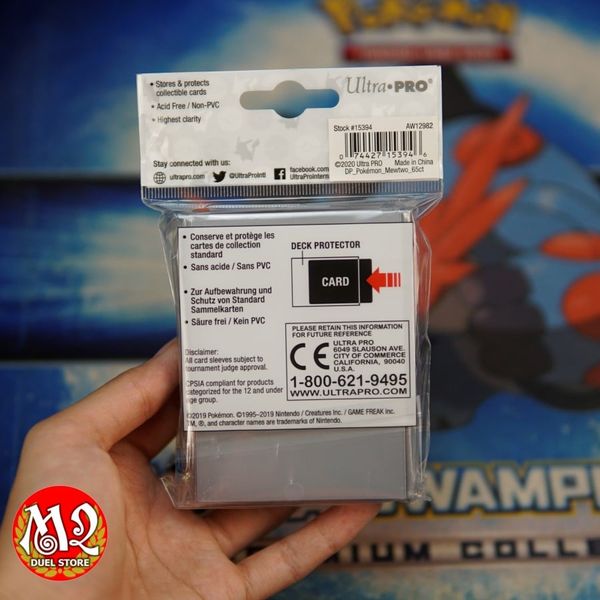 Pokémon
• Stores & protects
collectible cards
• Acid Free / Non-PVC
• Highest clarity
Ultra•PRO®
Stock #15394 AW12982
0 74427 15394 6
©2020 Ultra PRO Made in China
DP_Pokémon_Mewtwo_65ct
Stay connected with us:
ultrapro.com @UltraProIntl facebook.com
UltraProIntern
• Conserve et protège les
cartes de collection
standard
• Sans acide / Sans PVC
• Zur Aufbewahrung und
Schutz von Standard
Sammelkarten
• Säure frei / Kein PVC
DECK PROTECTOR
CARD
PLEASE RETAIN THIS INFORMATION
FOR FUTURE REFERENCE
CE
ULTRA PRO
6049 SLAUSON AVE.
CITY OF COMMERCE
CALIFORNIA, 90040
U.S.A.
1-800-621-9495
WWW.ULTRAPRO.COM
Disclaimer:
All card sleeves subject to
tournament judge approval.
CPSIA compliant for products
categorized for the 12 and under
age group.
©2019 Pokémon. ©1995–2019 Nintendo / Creatures Inc. / GAME FREAK inc.
TM, ®, and character names are trademarks of Nintendo.
MQ
DUEL STORE
SWAMPE
PREMIUM COLLE